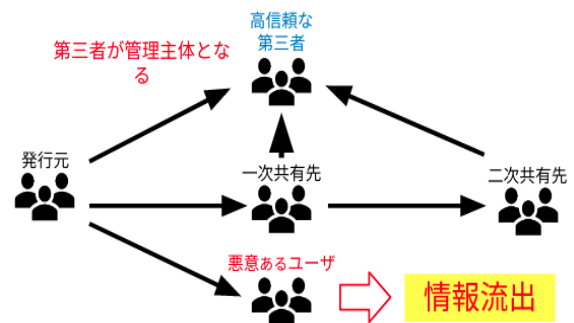 高信頼な
第三者
第三者が管理主体とな
る
発行元
一次共有先
二次共有先
悪意あるユーザ
情報流出